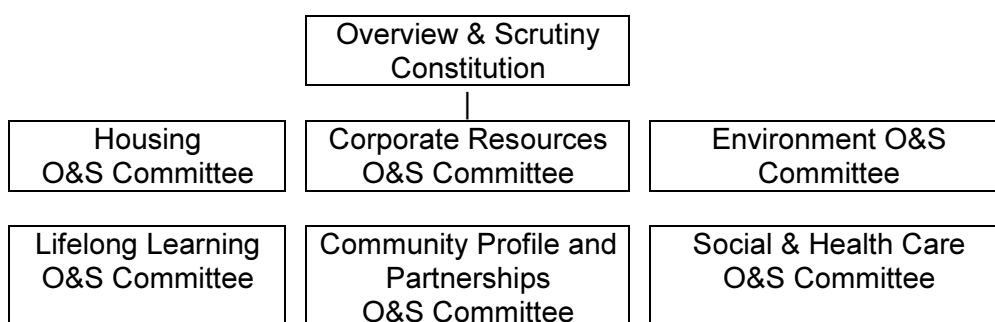 Overview & Scrutiny
Constitution
Housing
O&S Committee
Corporate Resources
O&S Committee
Environment O&S
Committee
Lifelong Learning
O&S Committee
Community Profile and
Partnerships
O&S Committee
Social & Health Care
O&S Committee